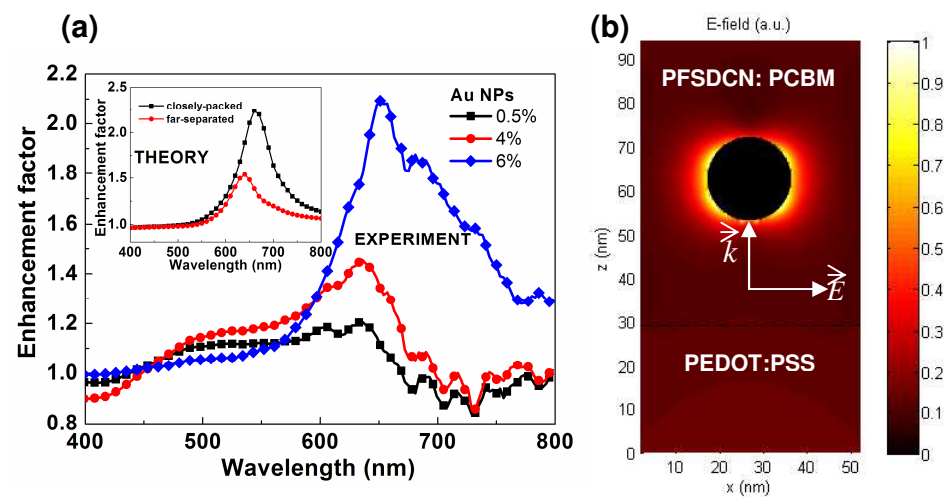 (a)
2.2
2.0
1.8
1.6
1.4
1.2
1.0
0.8
Enhancement factor
400 500 600 700 800
Wavelength (nm)
Au NPs
0.5%
4%
6%
EXPERIMENT
2.5
2.0
1.5
1.0
Enhancement factor
closely-packed
far-separated
THEORY
400 500 600 700 800
Wavelength (nm)
(b)
E-field (a.u.)
90
80
70
60
50
40
30
20
10
0
z (nm)
PFSDCN: PCBM
k
E
PEDOT:PSS
10 20 30 40 50
x (nm)
1
0.9
0.8
0.7
0.6
0.5
0.4
0.3
0.2
0.1
0